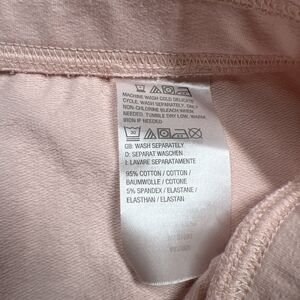 MACHINE WASH COLD DELICATE
CYCLE, WASH SEPARATELY, ONLY
NON-CHLORINE BLEACH WHEN
NEEDED, TUMBLE DRY LOW, WARM
IRON IF NEEDED
30
GB: WASH SEPARATELY
D: SEPARAT WASCHEN
I: LAVARE SEPARATAMENTE
95% COTTON / COTTON /
BAUMWOLLE / COTONE
5% SPANDEX / ELASTANE /
ELASTHAN / ELASTAN